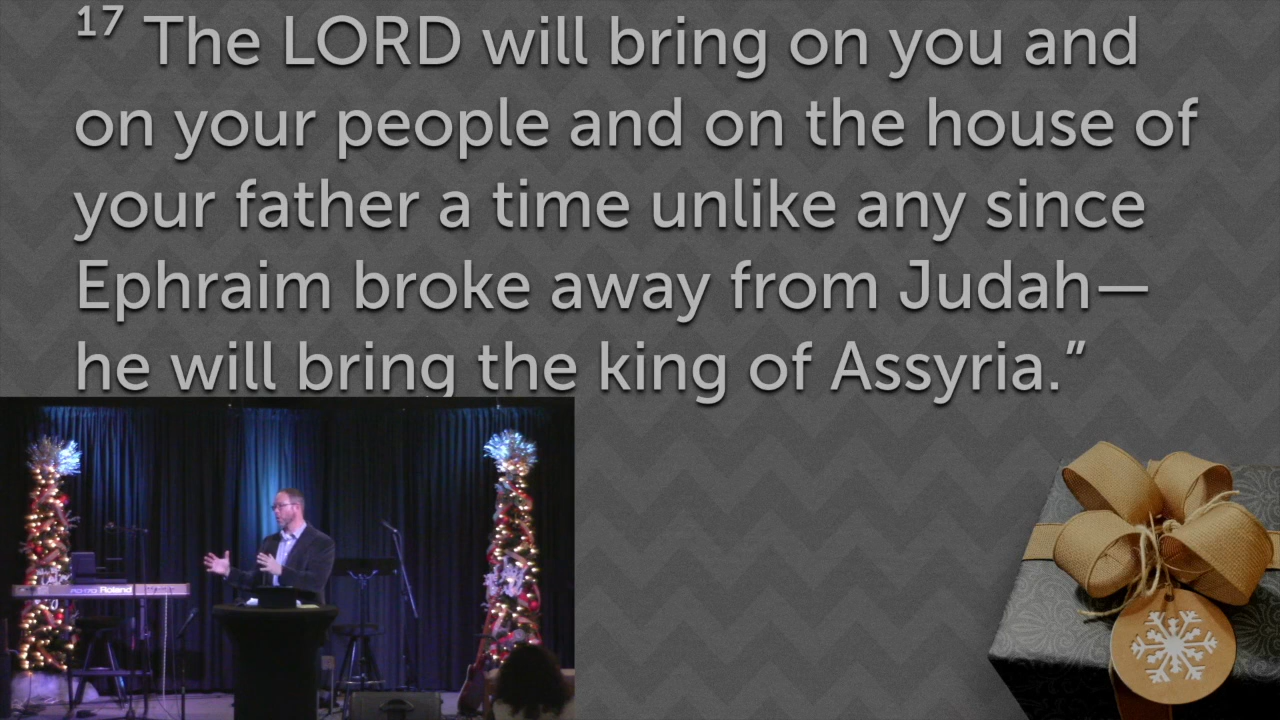 17 The LORD will bring on you and
on your people and on the house of
your father a time unlike any since
Ephraim broke away from Judah—
he will bring the king of Assyria.”
Roland